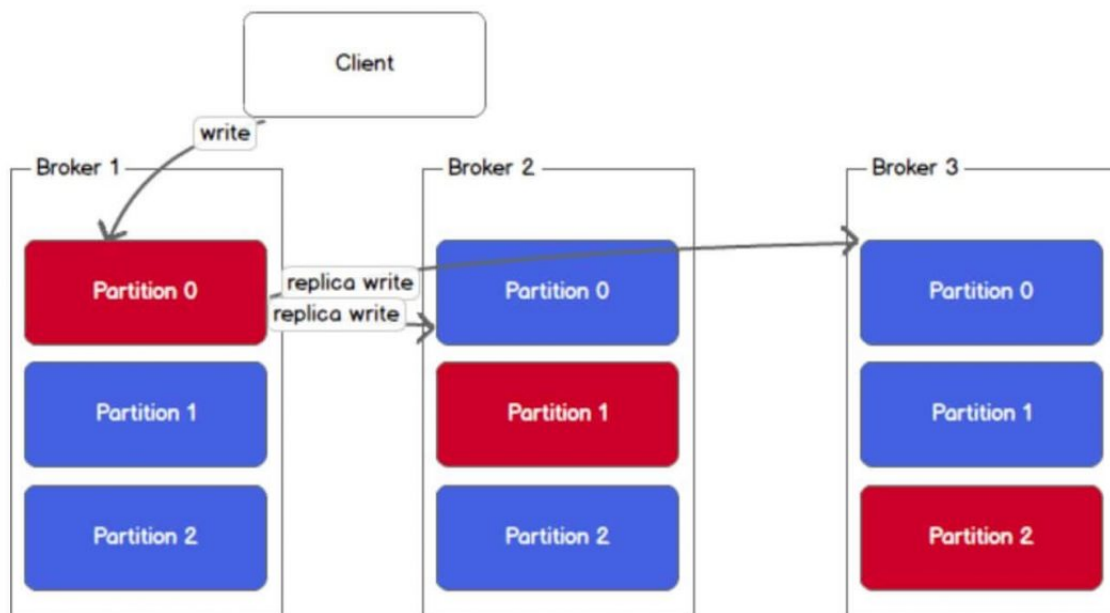 Client
write
Broker 1
Broker 2
Broker 3
Partition 0
replica write
replica write
Partition 0
Partition 0
Partition 1
Partition 1
Partition 1
Partition 2
Partition 2
Partition 2